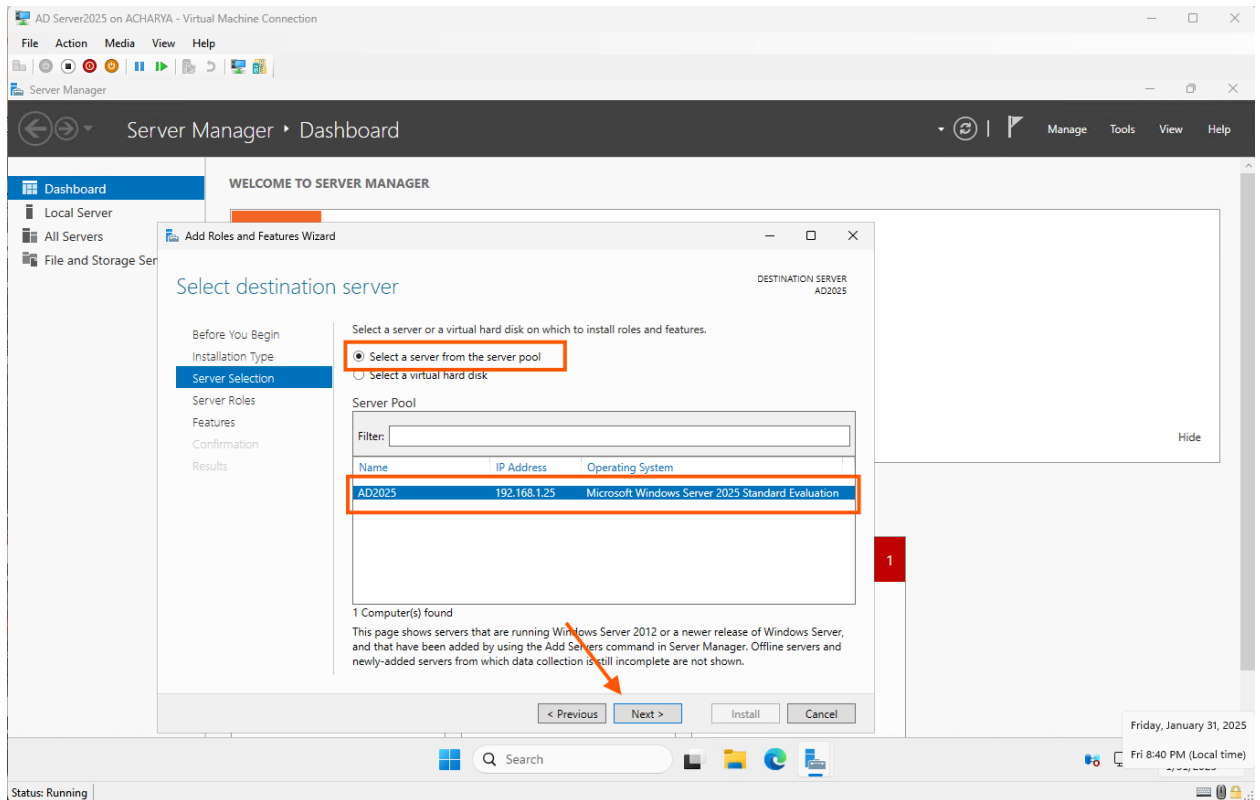 AD Server2025 on ACHARYA - Virtual Machine Connection
File Action Media View Help
Server Manager
Server Manager • Dashboard
Manage Tools View Help
Dashboard
Local Server
All Servers
File and Storage Ser
WELCOME TO SERVER MANAGER
Add Roles and Features Wizard
Select destination server
DESTINATION SERVER
AD2025
Before You Begin
Installation Type
Server Selection
Server Roles
Features
Confirmation
Results
Select a server or a virtual hard disk on which to install roles and features.
Select a server from the server pool
Select a virtual hard disk
Server Pool
Filter:
Name IP Address Operating System
AD2025 192.168.1.25 Microsoft Windows Server 2025 Standard Evaluation
1 Computer(s) found
This page shows servers that are running Windows Server 2012 or a newer release of Windows Server,
and that have been added by using the Add Servers command in Server Manager. Offline servers and
newly-added servers from which data collection is still incomplete are not shown.
< Previous Next > Install Cancel
Hide
1
Search
Friday, January 31, 2025
Fri 8:40 PM (Local time)
Status: Running